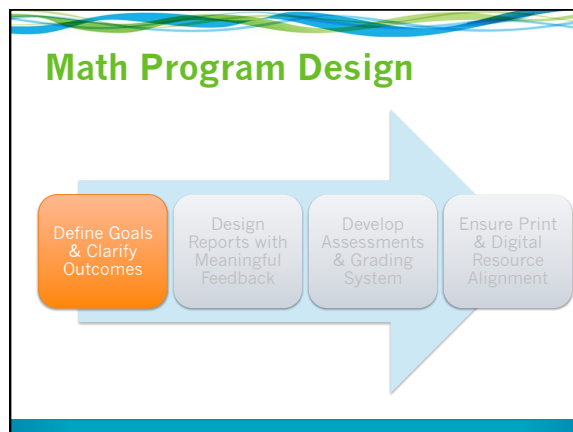 Math Program Design
Define Goals
& Clarify
Outcomes
Design
Reports with
Meaningful
Feedback
Develop
Assessments
& Grading
System
Ensure Print
& Digital
Resource
Alignment